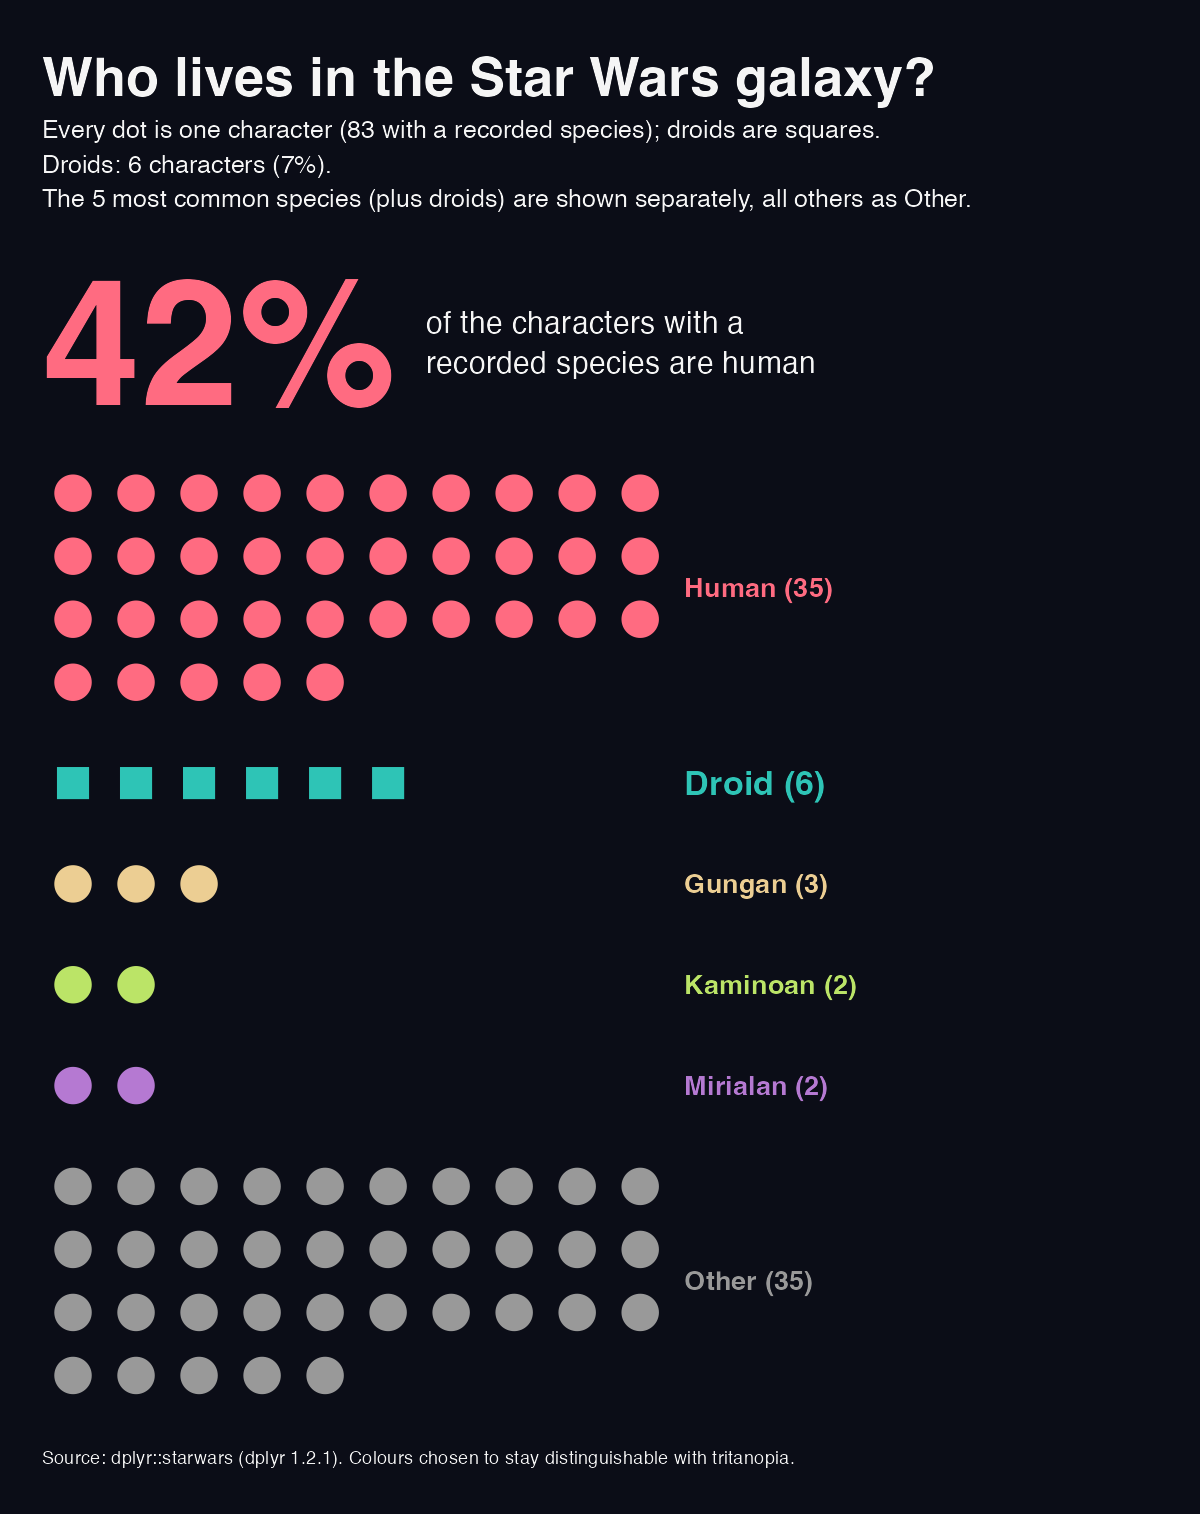 Who lives in the Star Wars galaxy?
Every dot is one character (83 with a recorded species); droids are squares.
Droids: 6 characters (7%).
The 5 most common species (plus droids) are shown separately, all others as Other.
42%
of the characters with a
recorded species are human
Human (35)
Droid (6)
Gungan (3)
Kaminoan (2)
Mirialan (2)
Other (35)
Source: dplyr::starwars (dplyr 1.2.1). Colours chosen to stay distinguishable with tritanopia.